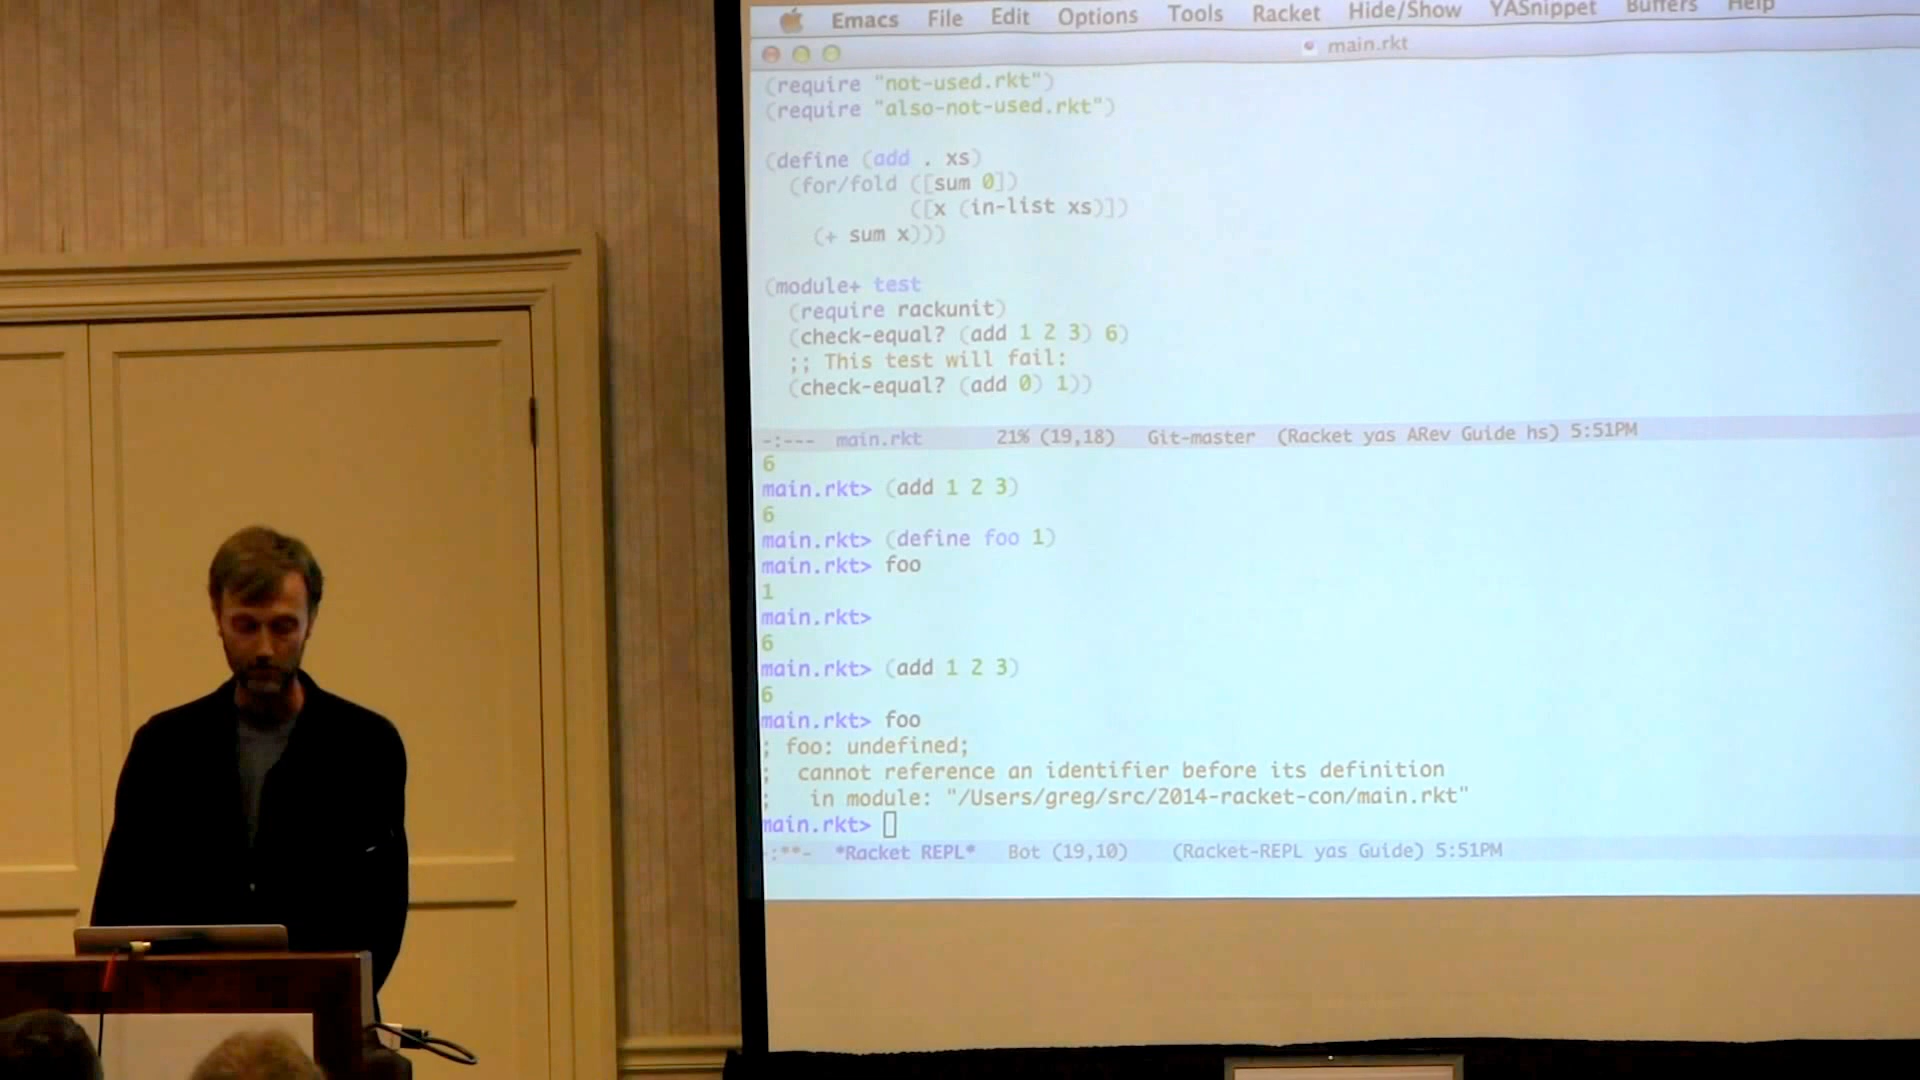 Emacs File Edit Options Tools Racket Hide/Show YASnippet Buffers Help
main.rkt
(require "not-used.rkt")
(require "also-not-used.rkt")
(define (add . xs)
(for/fold ([sum 0])
([x (in-list xs)])
(+ sum x)))
(module+ test
(require rackunit)
(check-equal? (add 1 2 3) 6)
;; This test will fail:
(check-equal? (add 0) 1))
-:--- main.rkt 21% (19,18) Git-master (Racket yas ARev Guide hs) 5:51PM
6
main.rkt> (add 1 2 3)
6
main.rkt> (define foo 1)
main.rkt> foo
1
main.rkt>
6
main.rkt> (add 1 2 3)
6
main.rkt> foo
; foo: undefined;
; cannot reference an identifier before its definition
; in module: "/Users/greg/src/2014-racket-con/main.rkt"
main.rkt>
-:**- *Racket REPL* Bot (19,10) (Racket-REPL yas Guide) 5:51PM